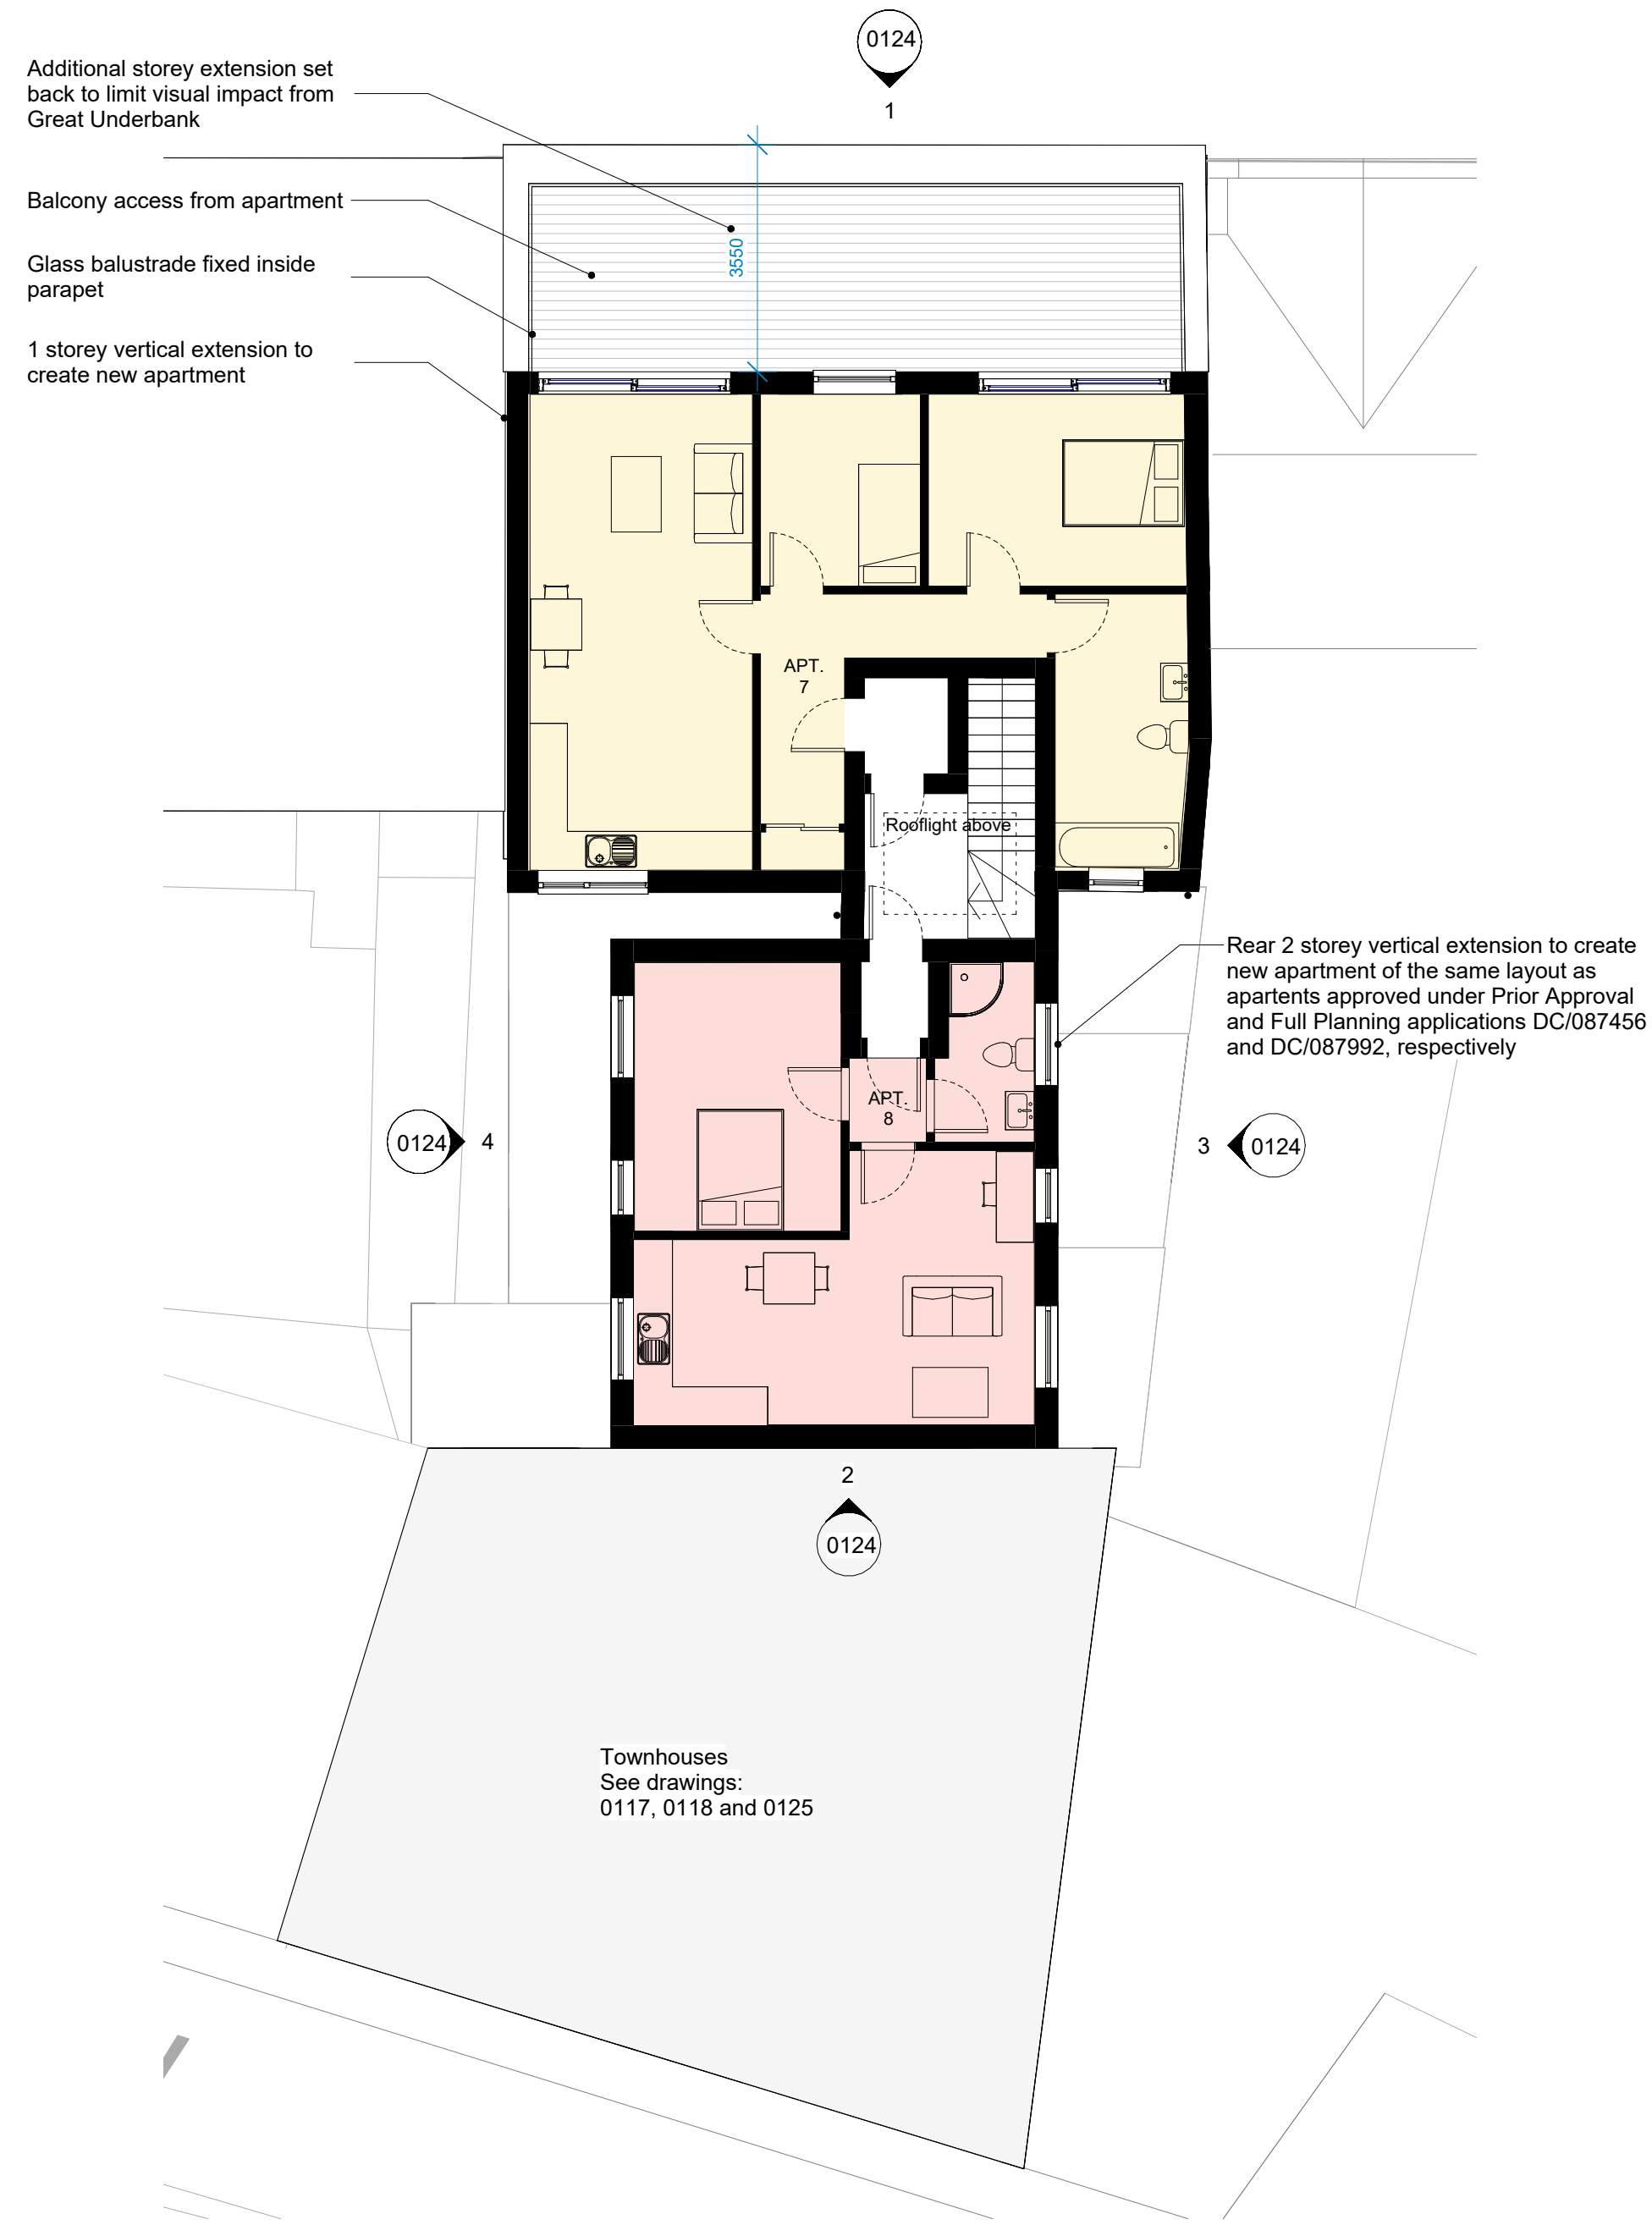 0124
1
Additional storey extension set
back to limit visual impact from
Great Underbank
Balcony access from apartment
Glass balustrade fixed inside
parapet
1 storey vertical extension to
create new apartment
3550
APT.
7
Rooflight above
Rear 2 storey vertical extension to create
new apartment of the same layout as
apartents approved under Prior Approval
and Full Planning applications DC/087456
and DC/087992, respectively
APT.
8
0124
4
3
0124
2
0124
Townhouses
See drawings:
0117, 0118 and 0125